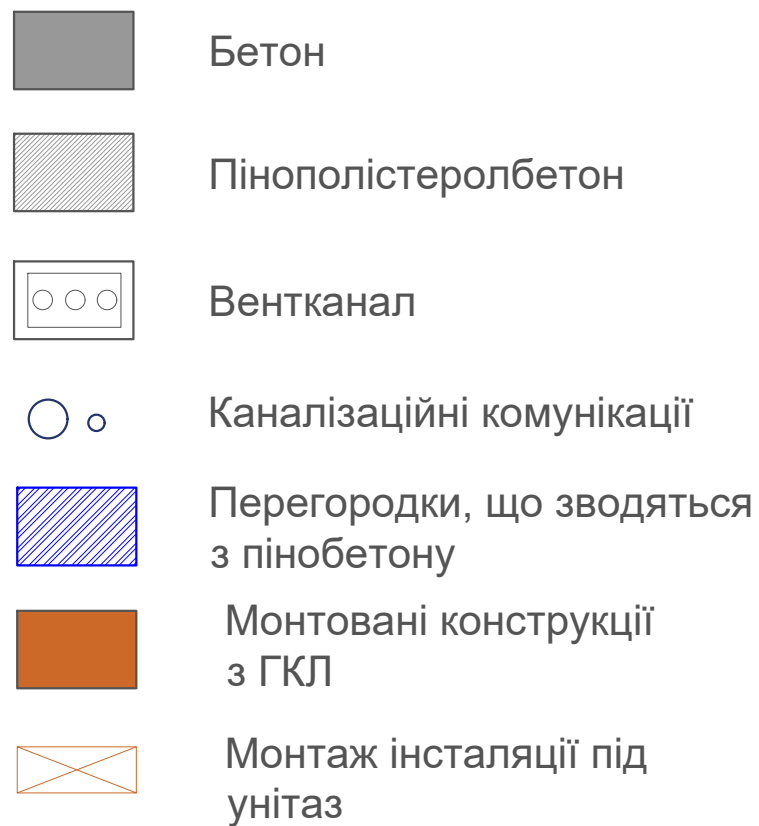 Бетон
Пінополістеролбетон
Вентканал
Каналізаційні комунікації
Перегородки, що зводяться
з пінобетону
Монтовані конструкції
з ГКЛ
Монтаж інсталяції під
унітаз